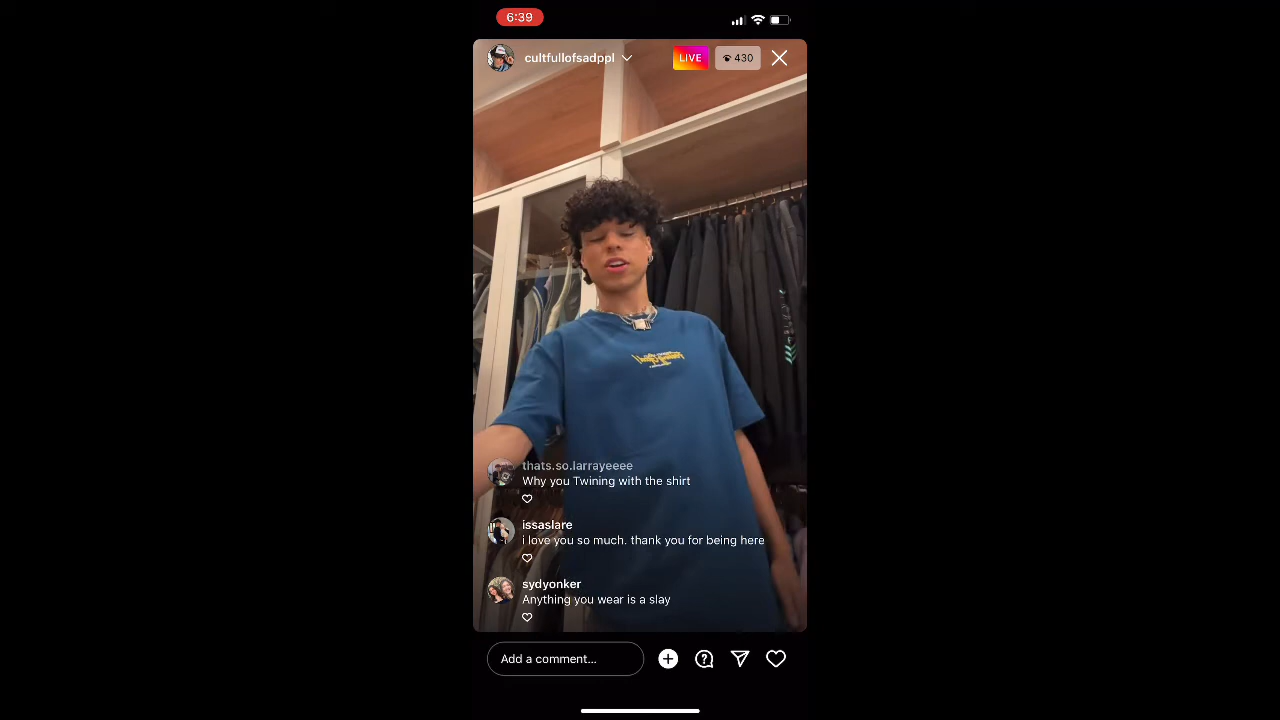 6:39
cultfullofsadppl
LIVE
430
thats.so.larrayeeee
Why you Twining with the shirt
issaslare
i love you so much. thank you for being here
sydyonker
Anything you wear is a slay
Add a comment...